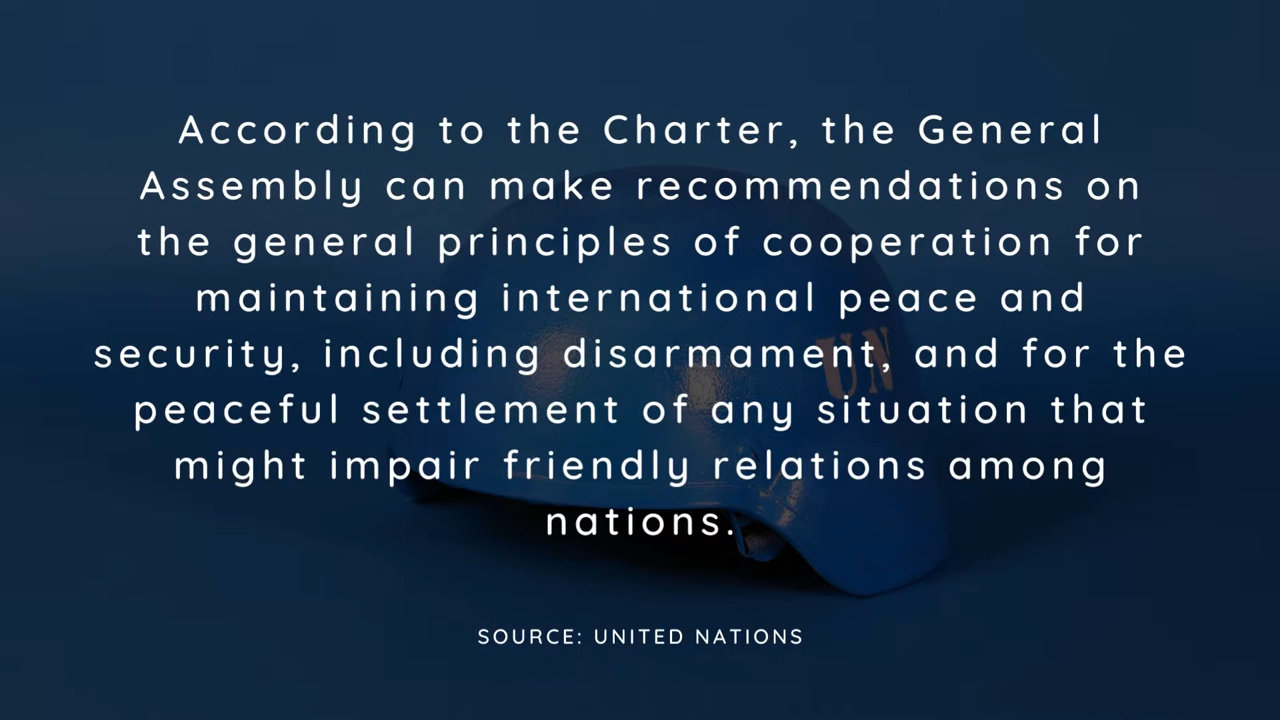 According to the Charter, the General
Assembly can make recommendations on
the general principles of cooperation for
maintaining international peace and
security, including disarmament, and for the
peaceful settlement of any situation that
might impair friendly relations among
nations.
UN
SOURCE: UNITED NATIONS